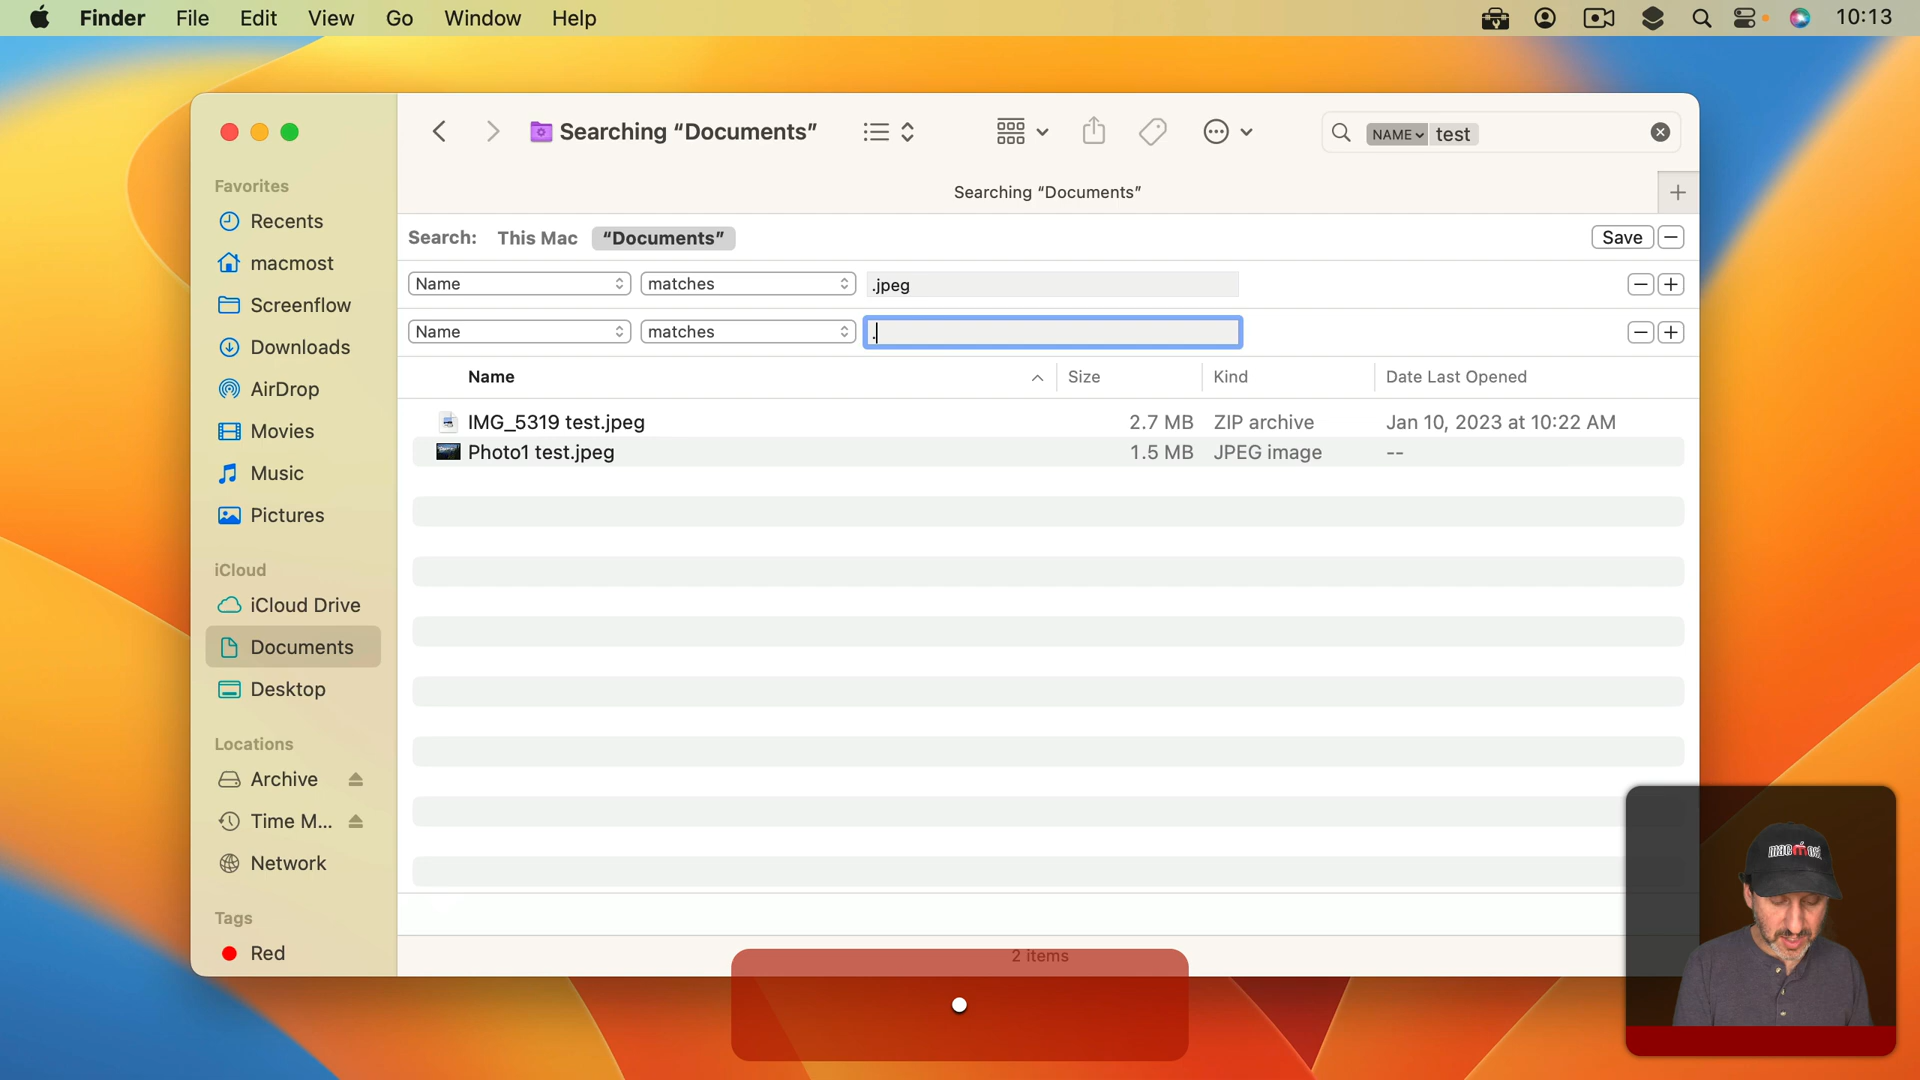 Finder File Edit View Go Window Help 10:13
Searching “Documents” NAME test
Searching “Documents”
Search: This Mac “Documents” Save
Name matches .jpeg
Name matches .
Name Size Kind Date Last Opened
IMG_5319 test.jpeg 2.7 MB ZIP archive Jan 10, 2023 at 10:22 AM
Photo1 test.jpeg 1.5 MB JPEG image --
2 items
Favorites
Recents
macmost
Screenflow
Downloads
AirDrop
Movies
Music
Pictures
iCloud
iCloud Drive
Documents
Desktop
Locations
Archive
Time M...
Network
Tags
Red
macmost